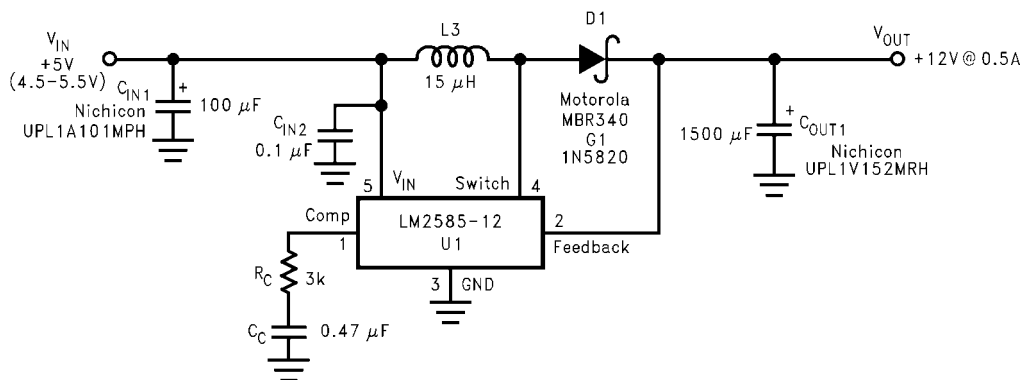 V_IN
+5V
(4.5-5.5V)
C_IN1
+
Nichicon
UPL1A101MPH
100 μF
C_IN2
0.1 μF
L3
15 μH
D1
Motorola
MBR340
G1
1N5820
V_OUT
+12V @ 0.5A
1500 μF
+
C_OUT1
Nichicon
UPL1V152MRH
5
V_IN
Switch
4
Comp
1
LM2585-12
U1
2
Feedback
3
GND
R_C
3k
C_C
0.47 μF